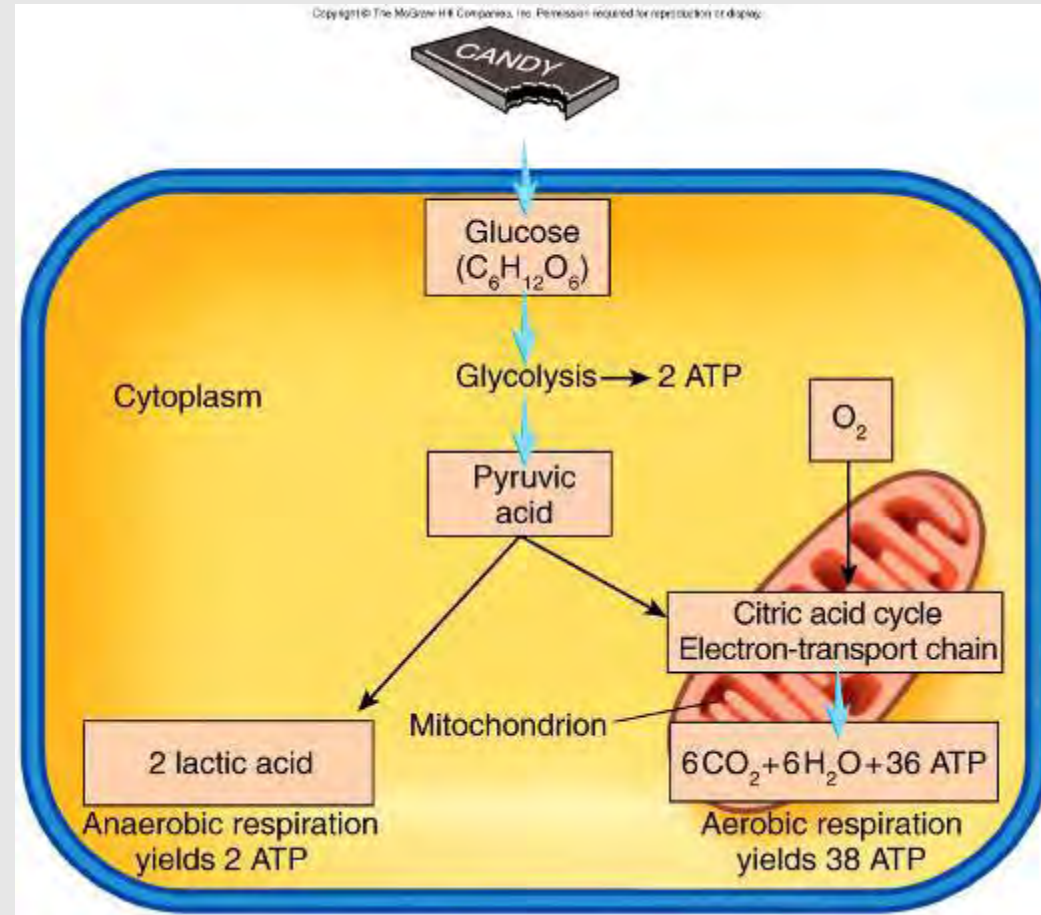 Copyright © The McGraw-Hill Companies, Inc. Permission required for reproduction or display.
CANDY
Glucose
(C₆H₁₂O₆)
Glycolysis → 2 ATP
Cytoplasm
O₂
Pyruvic
acid
Citric acid cycle
Electron-transport chain
Mitochondrion
2 lactic acid
6CO₂+6H₂O+36 ATP
Anaerobic respiration
yields 2 ATP
Aerobic respiration
yields 38 ATP